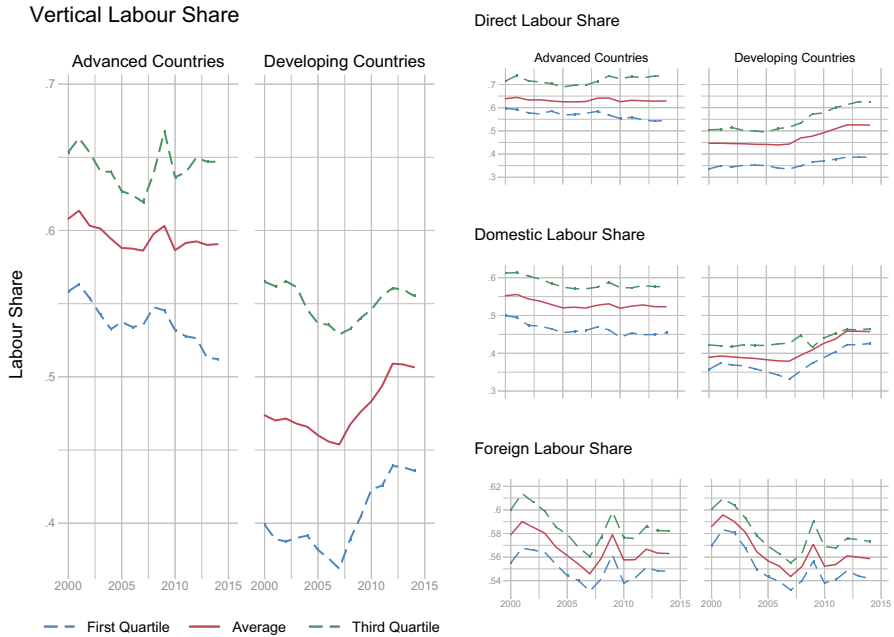 Vertical Labour Share
Advanced Countries Developing Countries
.7
.6
.5
.4
Labour Share
2000 2005 2010 2015 2000 2005 2010 2015
First Quartile Average Third Quartile
Direct Labour Share
Advanced Countries Developing Countries
.7
.6
.5
.4
.3
Domestic Labour Share
.6
.5
.4
.3
Foreign Labour Share
.62
.6
.58
.56
.54
2000 2005 2010 2015 2000 2005 2010 2015